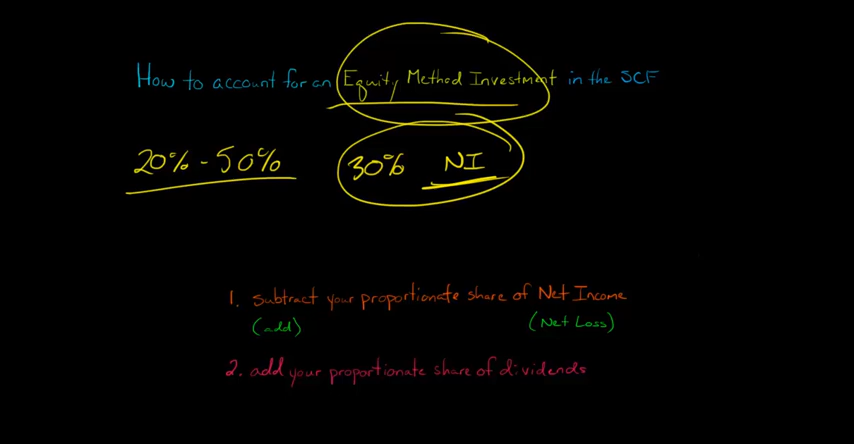 How to account for an Equity Method Investment in the SCF
20% - 50% 30% NI
1. subtract your proportionate share of Net Income
(add) (Net Loss)
2. add your proportionate share of dividends